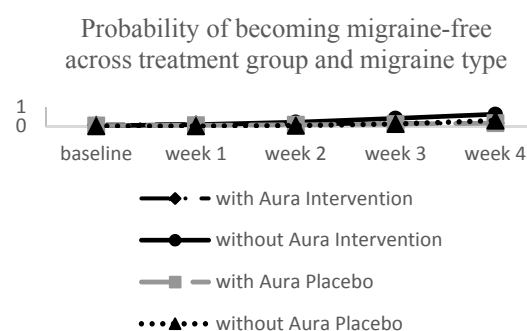 Probability of becoming migraine-free
across treatment group and migraine type
1
0
baseline week 1 week 2 week 3 week 4
with Aura Intervention
without Aura Intervention
with Aura Placebo
without Aura Placebo